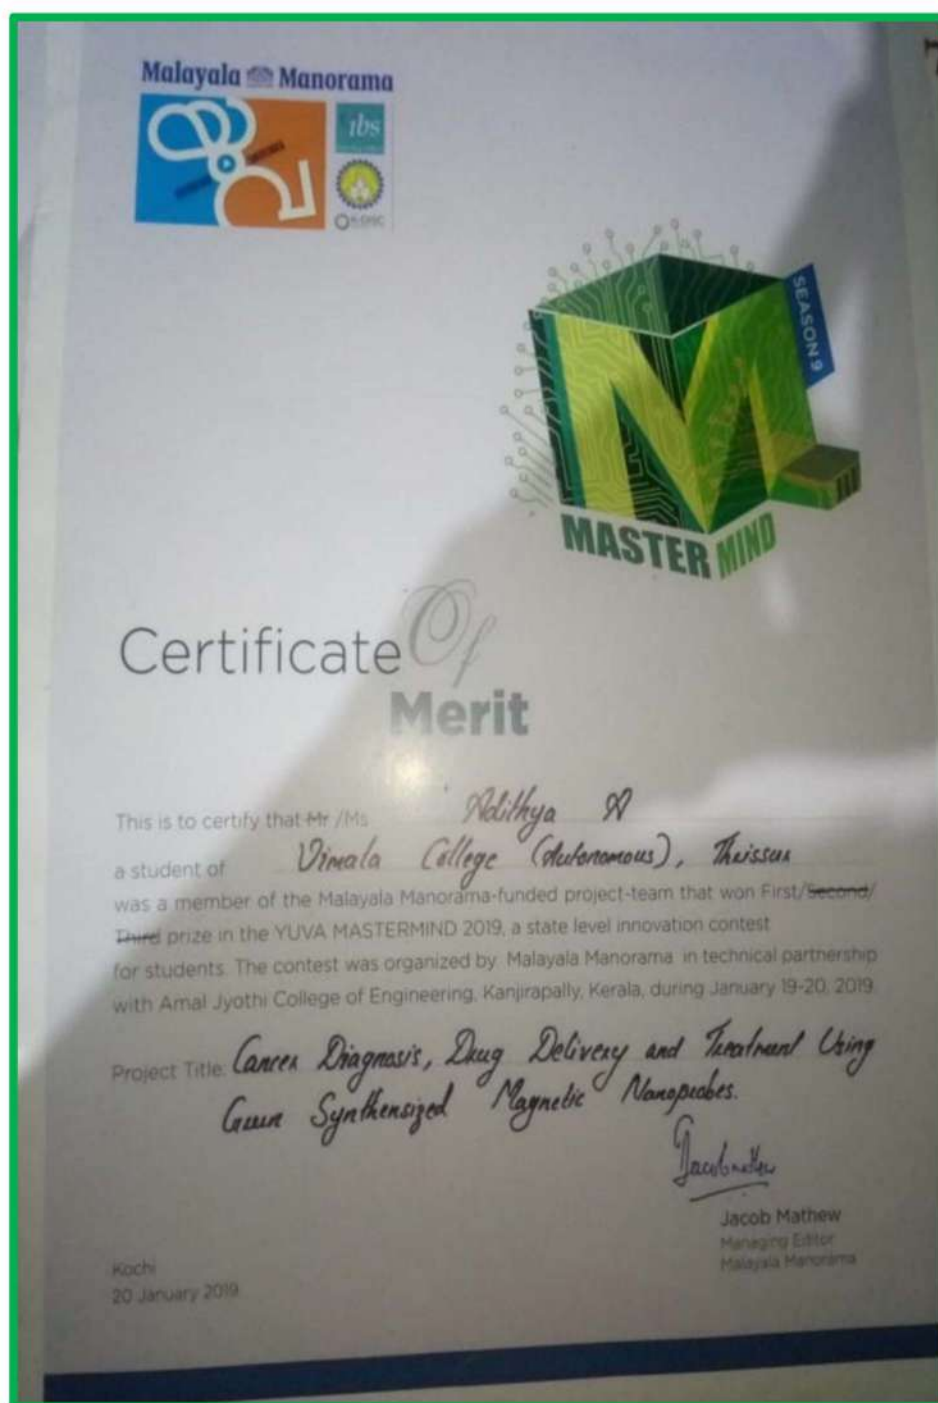 Malayala Manorama
ibs
SEASON 9
M
MASTER MIND
Certificate Of
Merit
This is to certify that Mr /Ms Adithya A
a student of Vimala College (Autonomous), Thrissur
was a member of the Malayala Manorama-funded project-team that won First/Second/
Third prize in the YUVA MASTERMIND 2019, a state level innovation contest
for students. The contest was organized by Malayala Manorama in technical partnership
with Amal Jyothi College of Engineering, Kanjirapally, Kerala, during January 19-20, 2019.
Project Title: Cancer Diagnosis, Drug Delivery and Treatment Using
Green Synthensized Magnetic Nanoprobes.
Jacobmathew
Jacob Mathew
Managing Editor
Malayala Manorama
Kochi
20 January 2019